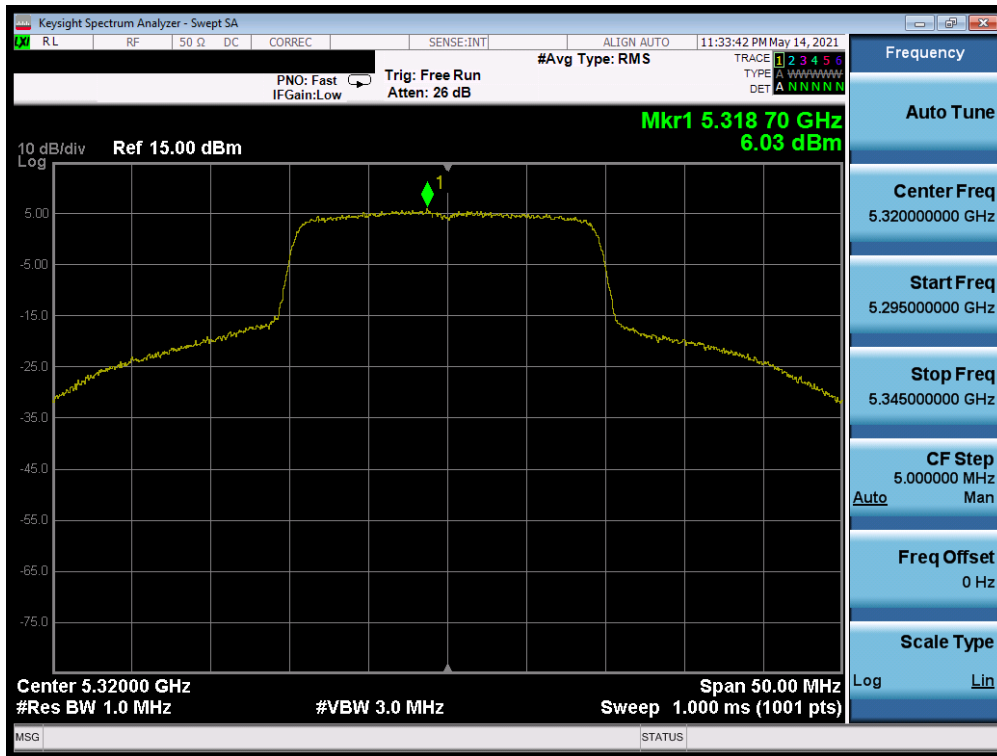 Keysight Spectrum Analyzer - Swept SA
LXI RL RF 50 Ω DC CORREC SENSE:INT ALIGN AUTO 11:33:42 PM May 14, 2021
#Avg Type: RMS
TRACE 1 2 3 4 5 6
TYPE A WWWWW
DET A N N N N N
PNO: Fast
IFGain:Low
Trig: Free Run
Atten: 26 dB
Mkr1 5.318 70 GHz
6.03 dBm
10 dB/div Ref 15.00 dBm
Log
1
5.00
-5.00
-15.0
-25.0
-35.0
-45.0
-55.0
-65.0
-75.0
Center 5.32000 GHz
Span 50.00 MHz
#Res BW 1.0 MHz
#VBW 3.0 MHz
Sweep 1.000 ms (1001 pts)
MSG
STATUS
Frequency
Auto Tune
Center Freq
5.320000000 GHz
Start Freq
5.295000000 GHz
Stop Freq
5.345000000 GHz
CF Step
5.000000 MHz
Auto Man
Freq Offset
0 Hz
Scale Type
Log Lin